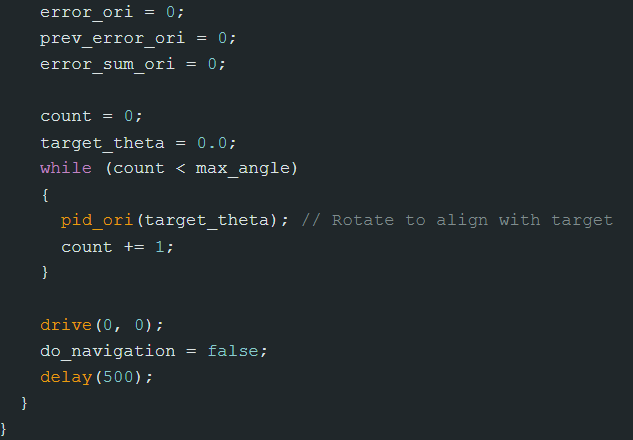 error_ori = 0;
prev_error_ori = 0;
error_sum_ori = 0;
count = 0;
target_theta = 0.0;
while (count < max_angle)
{
pid_ori(target_theta); // Rotate to align with target
count += 1;
}
drive(0, 0);
do_navigation = false;
delay(500);
}
}